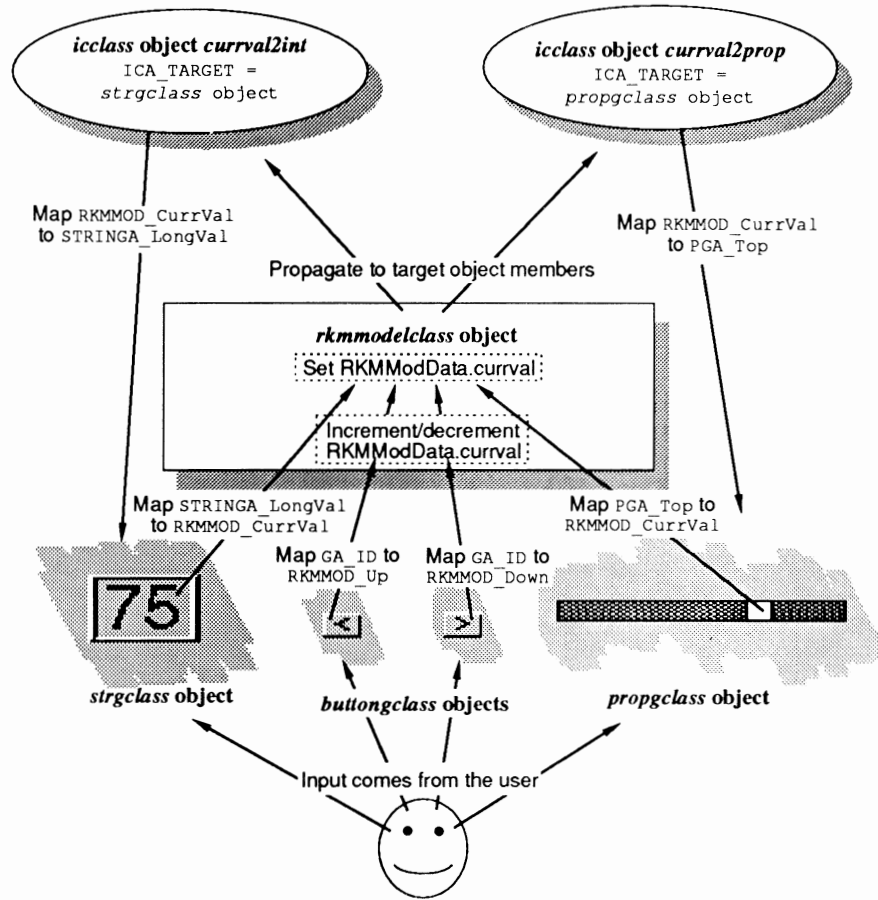 icclass object currval2int
ICA_TARGET =
strgclass object
icclass object currval2prop
ICA_TARGET =
propgclass object
Map RKMMOD_CurrVal
to STRINGA_LongVal
Map RKMMOD_CurrVal
to PGA_Top
Propagate to target object members
rkmmodelclass object
Set RKMModData.currval
Increment/decrement
RKMModData.currval
Map STRINGA_LongVal
to RKMMOD_CurrVal
Map PGA_Top to
RKMMOD_CurrVal
Map GA_ID to
RKMMOD_Up
Map GA_ID to
RKMMOD_Down
75
<
>
strgclass object
buttongclass objects
propgclass object
Input comes from the user